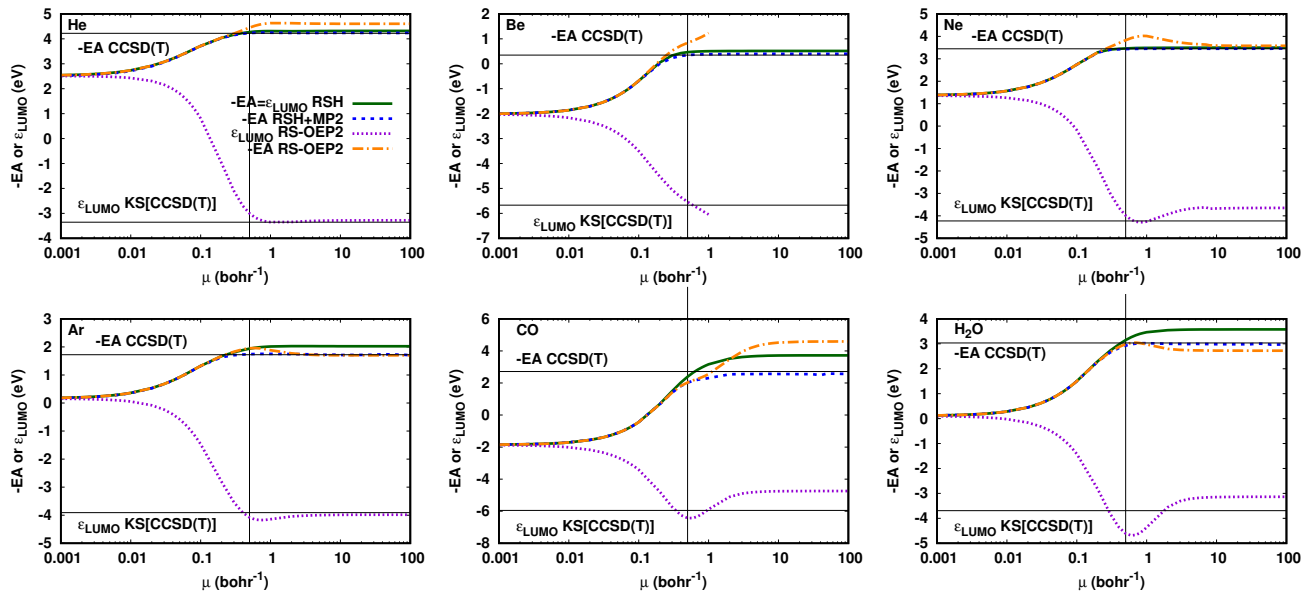 He
-EA CCSD(T)
-EA=εLUMO RSH
-EA RSH+MP2
εLUMO RS-OEP2
-EA RS-OEP2
εLUMO KS[CCSD(T)]
-EA or εLUMO (eV)
5
4
3
2
1
0
-1
-2
-3
-4
0.001 0.01 0.1 1 10 100
μ (bohr-1)
Be
-EA CCSD(T)
εLUMO KS[CCSD(T)]
-EA or εLUMO (eV)
2
1
0
-1
-2
-3
-4
-5
-6
-7
0.001 0.01 0.1 1 10 100
μ (bohr-1)
Ne
-EA CCSD(T)
εLUMO KS[CCSD(T)]
-EA or εLUMO (eV)
5
4
3
2
1
0
-1
-2
-3
-4
-5
0.001 0.01 0.1 1 10 100
μ (bohr-1)
Ar
-EA CCSD(T)
εLUMO KS[CCSD(T)]
-EA or εLUMO (eV)
3
2
1
0
-1
-2
-3
-4
-5
0.001 0.01 0.1 1 10 100
μ (bohr-1)
CO
-EA CCSD(T)
εLUMO KS[CCSD(T)]
-EA or εLUMO (eV)
6
4
2
0
-2
-4
-6
-8
0.001 0.01 0.1 1 10 100
μ (bohr-1)
H2O
-EA CCSD(T)
εLUMO KS[CCSD(T)]
-EA or εLUMO (eV)
4
3
2
1
0
-1
-2
-3
-4
-5
0.001 0.01 0.1 1 10 100
μ (bohr-1)